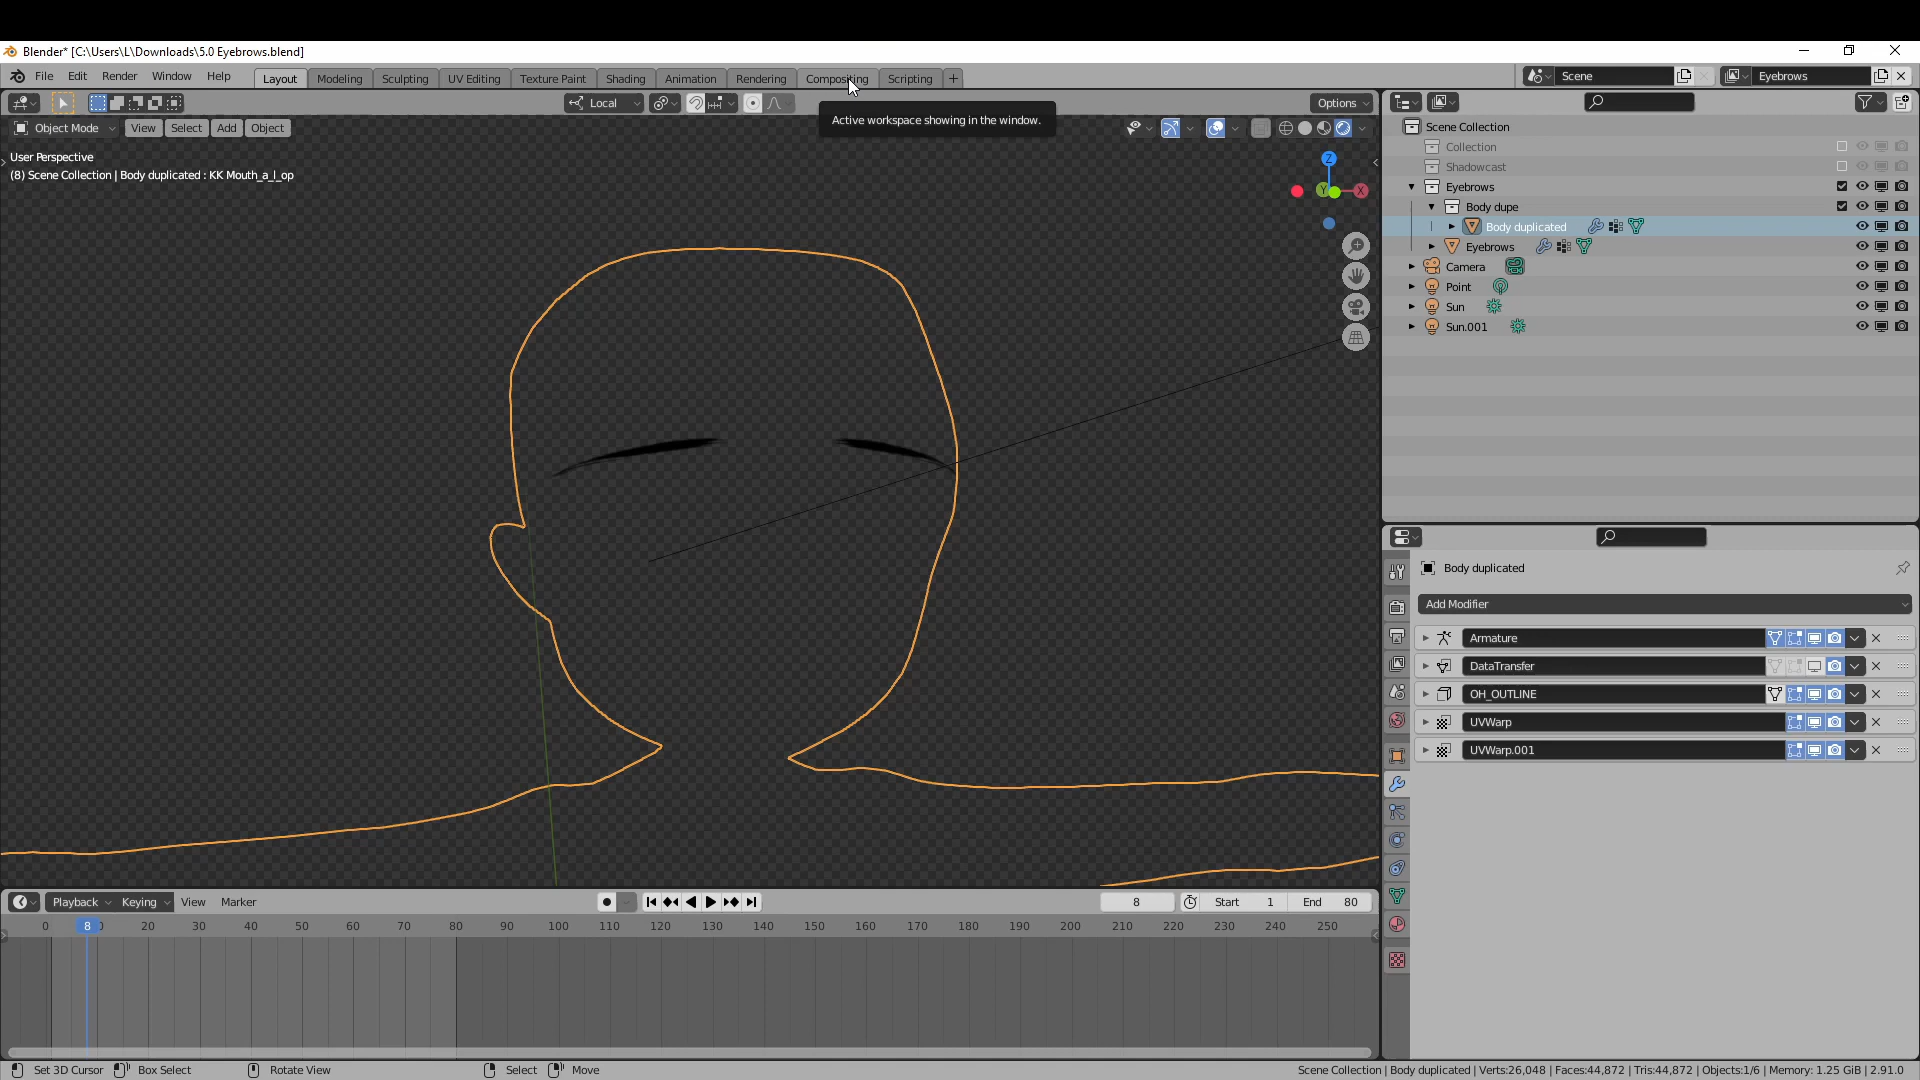 Blender* [C:\Users\L\Downloads\5.0 Eyebrows.blend]
File Edit Render Window Help Layout Modeling Sculpting UV Editing Texture Paint Shading Animation Rendering Compositing Scripting + Scene Eyebrows
Local Options
Object Mode View Select Add Object
Active workspace showing in the window.
User Perspective
(8) Scene Collection | Body duplicated : KK Mouth_a_l_op
Z
Y X
Scene Collection
Collection
Shadowcast
Eyebrows
Body dupe
Body duplicated
Eyebrows
Camera
Point
Sun
Sun.001
Body duplicated
Add Modifier
Armature
DataTransfer
OH_OUTLINE
UVWarp
UVWarp.001
Playback Keying View Marker 8 Start 1 End 80
0 8 20 30 40 50 60 70 80 90 100 110 120 130 140 150 160 170 180 190 200 210 220 230 240 250
Set 3D Cursor Box Select Rotate View Select Move Scene Collection | Body duplicated | Verts:26,048 | Faces:44,872 | Tris:44,872 | Objects:1/6 | Memory: 1.25 GiB | 2.91.0